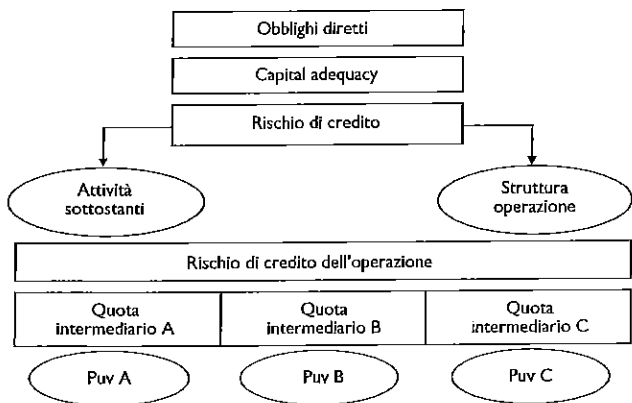 Obblighi diretti
Capital adequacy
Rischio di credito
Attività
sottostanti
Struttura
operazione
Rischio di credito dell'operazione
Quota
intermediario A
Quota
intermediario B
Quota
intermediario C
Puv A
Puv B
Puv C